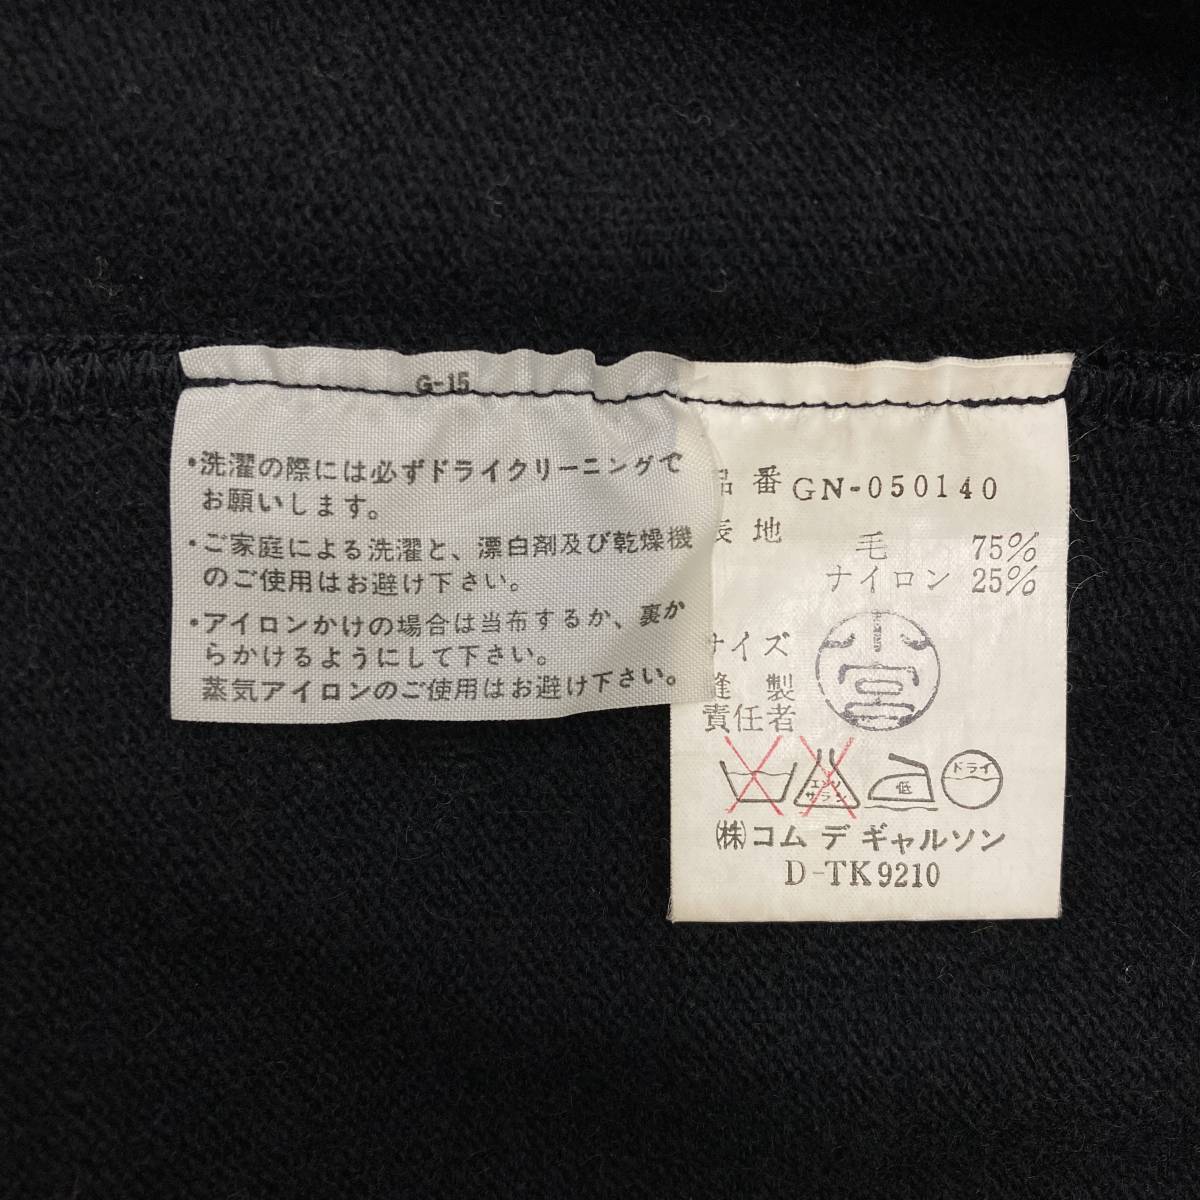 G-15
•洗濯の際には必ずドライクリーニングで
お願いします。
•ご家庭による洗濯と、漂白剤及び乾燥機
のご使用はお避け下さい。
•アイロンかけの場合は当布するか、裏か
らかけるようにして下さい。
蒸気アイロンのご使用はお避け下さい。
品番 GN-050140
表地
毛 75%
ナイロン 25%
サイズ
縫製
責任者
エンソ
サラシ
低
ドライ
㈱コム デ ギャルソン
D-TK9210